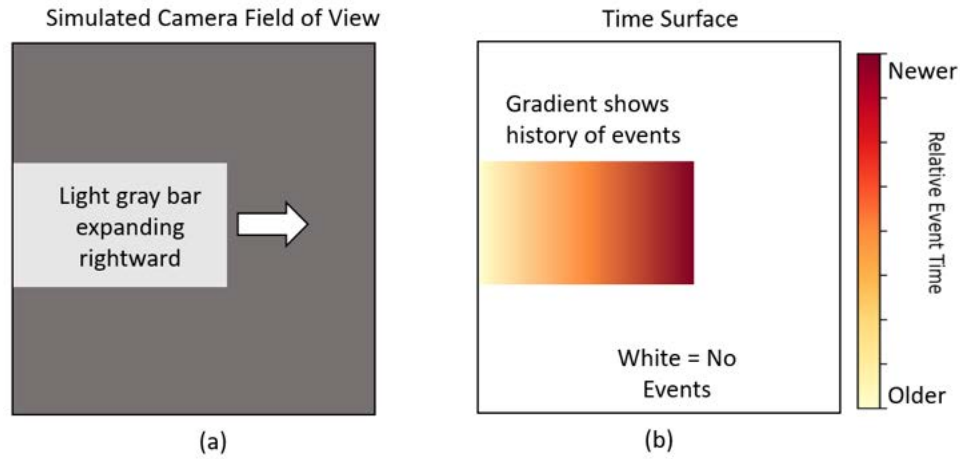 Simulated Camera Field of View
Light gray bar
expanding
rightward
(a)
Time Surface
Gradient shows
history of events
White = No
Events
(b)
Newer
Relative Event Time
Older